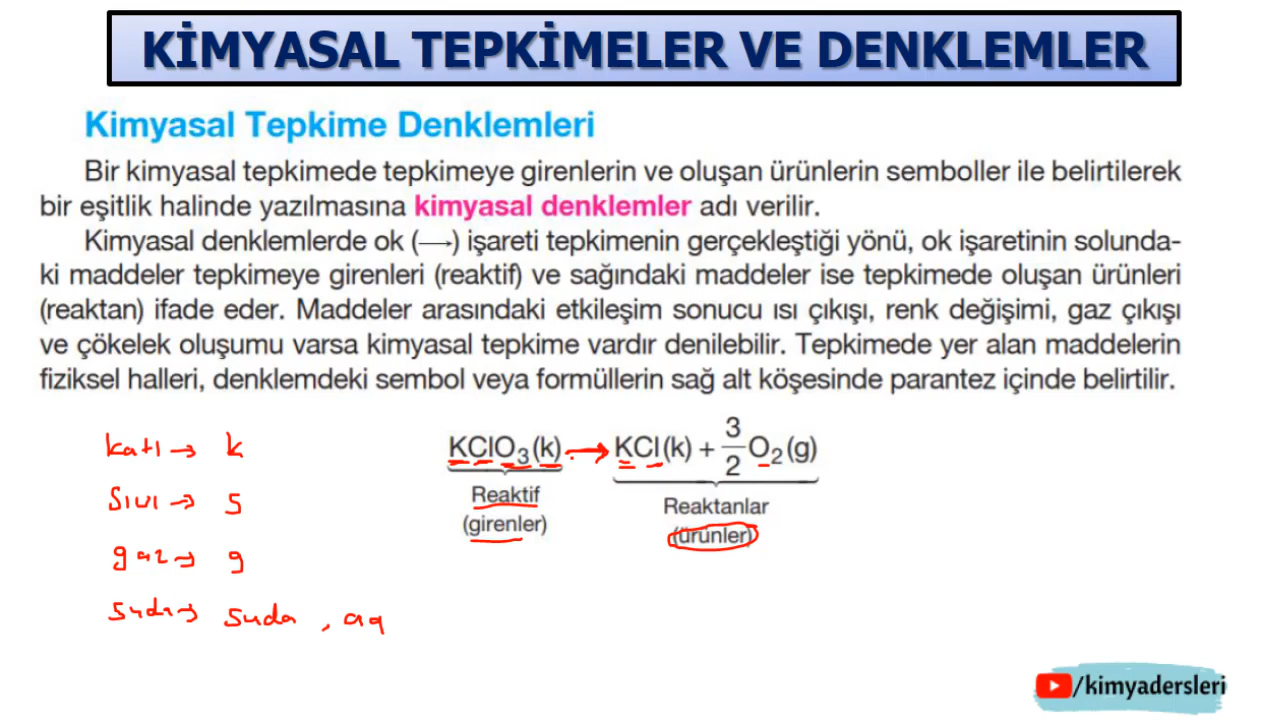 KİMYASAL TEPKİMELER VE DENKLEMLER
Kimyasal Tepkime Denklemleri
Bir kimyasal tepkimede tepkimeye girenlerin ve oluşan ürünlerin semboller ile belirtilerek
bir eşitlik halinde yazılmasına kimyasal denklemler adı verilir.
Kimyasal denklemlerde ok (→) işareti tepkimenin gerçekleştiği yönü, ok işaretinin solunda-
ki maddeler tepkimeye girenleri (reaktif) ve sağındaki maddeler ise tepkimede oluşan ürünleri
(reaktan) ifade eder. Maddeler arasındaki etkileşim sonucu ısı çıkışı, renk değişimi, gaz çıkışı
ve çökelek oluşumu varsa kimyasal tepkime vardır denilebilir. Tepkimede yer alan maddelerin
fiziksel halleri, denklemdeki sembol veya formüllerin sağ alt köşesinde parantez içinde belirtilir.
katı → k
sıvı → s
gaz → g
suda → suda , aq
KClO₃(k) → KCl(k) + 3/2 O₂(g)
Reaktif Reaktanlar
(girenler) (ürünler)
/kimyadersleri